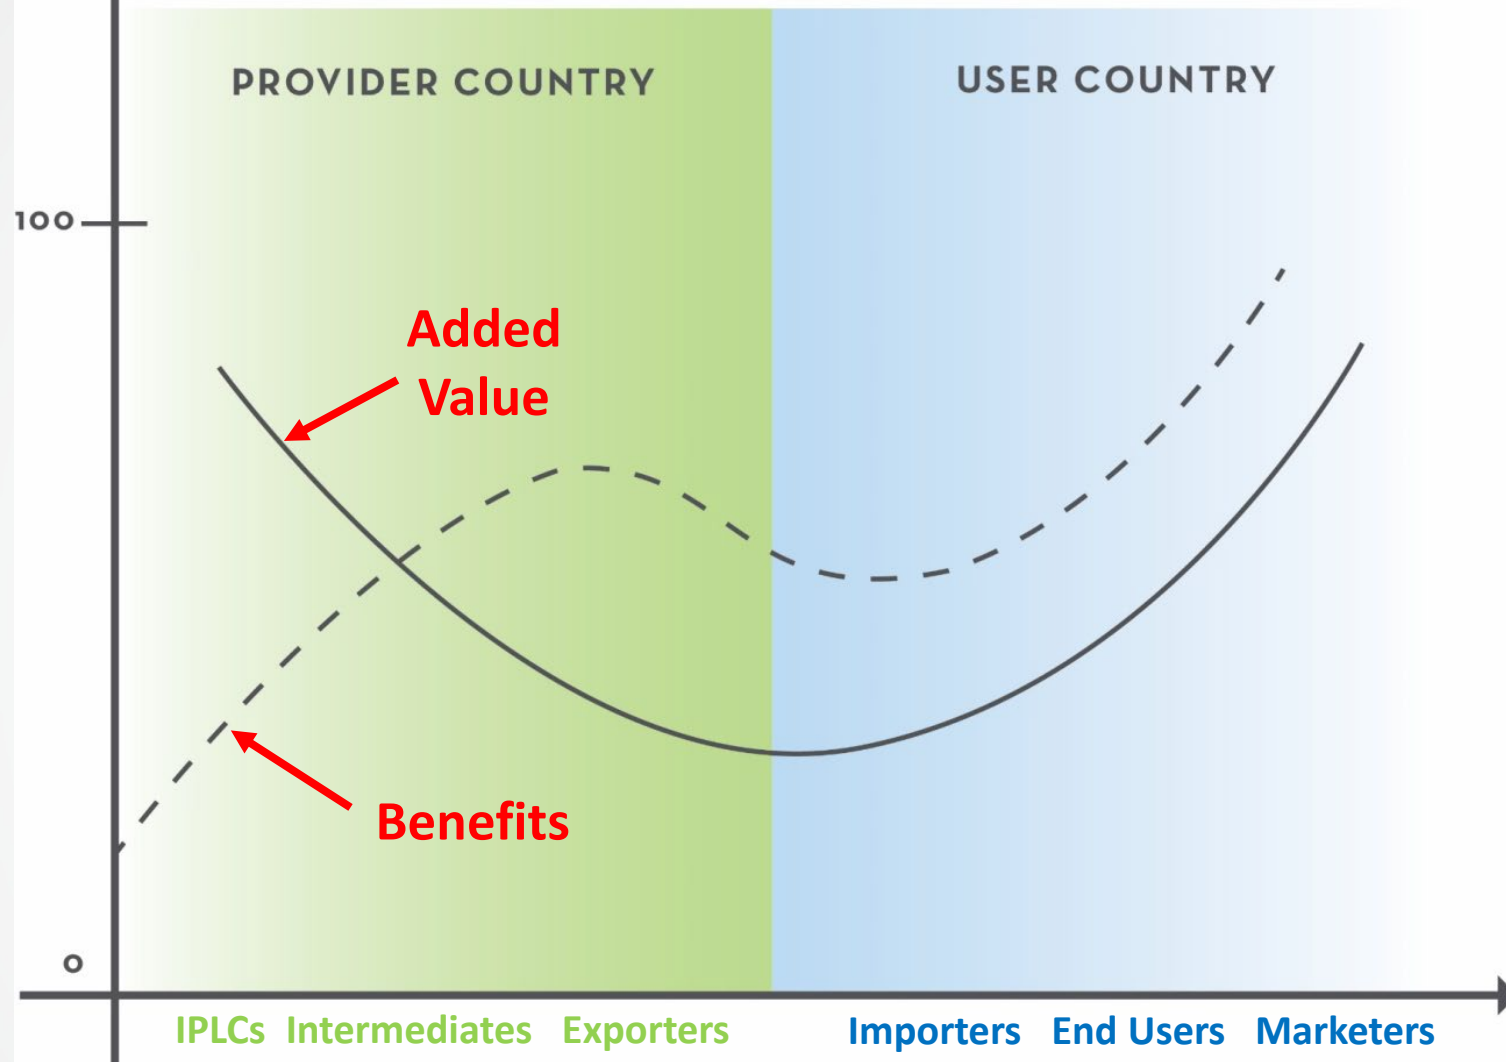 PROVIDER COUNTRY
USER COUNTRY
100
Added
Value
Benefits
0
IPLCs Intermediates Exporters
Importers End Users Marketers